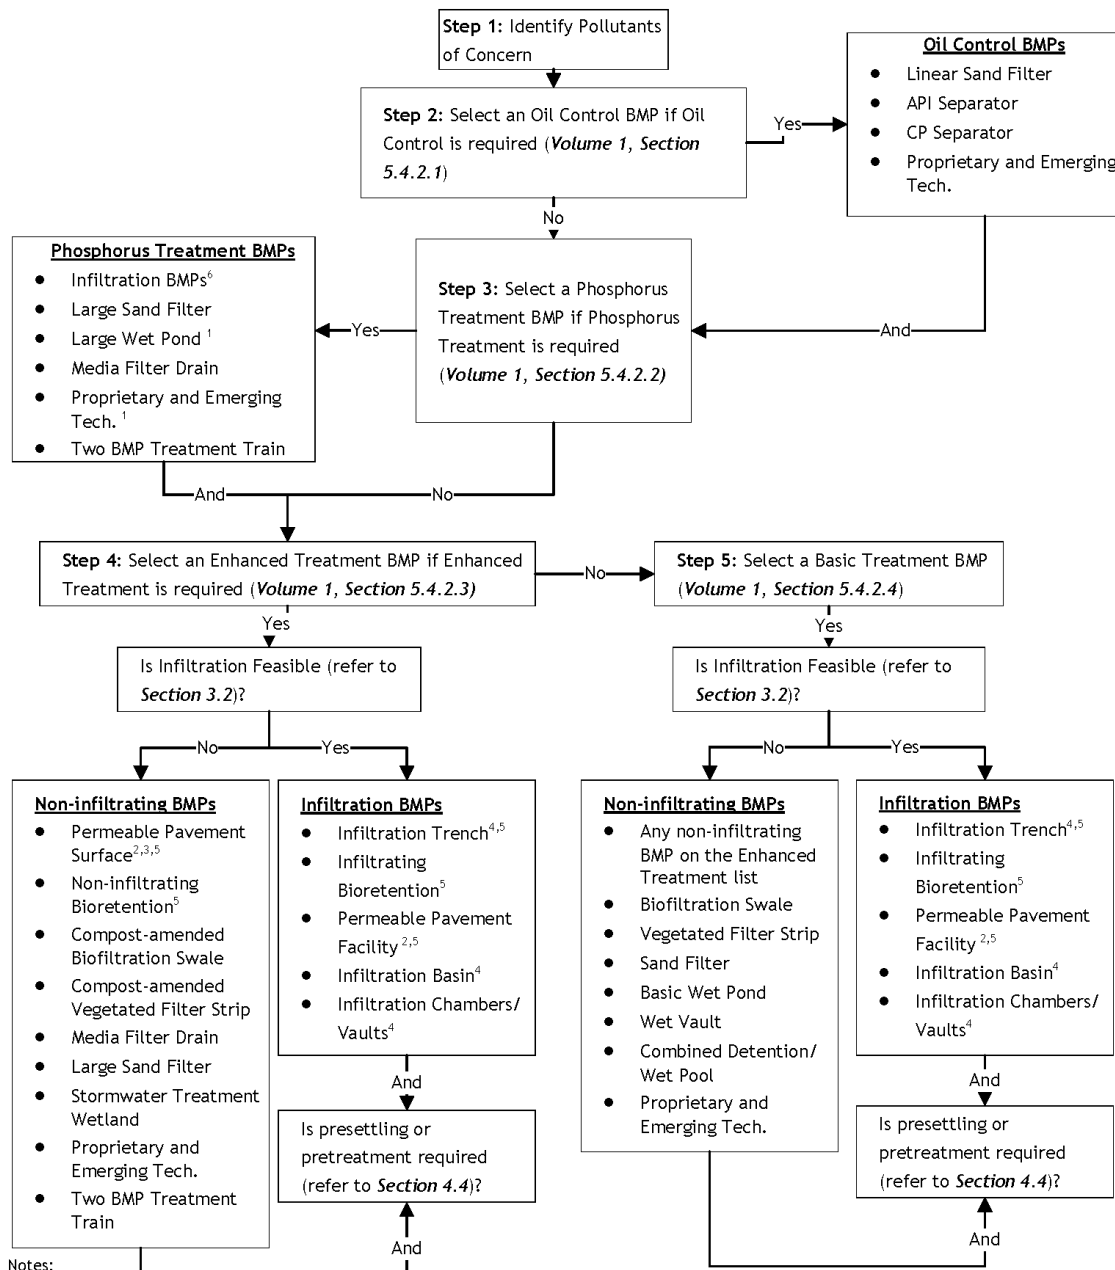 Step 1: Identify Pollutants
of Concern
Oil Control BMPs
● Linear Sand Filter
● API Separator
● CP Separator
● Proprietary and Emerging
Tech.
Step 2: Select an Oil Control BMP if Oil
Control is required (Volume 1, Section
5.4.2.1)
Yes
No
Phosphorus Treatment BMPs
● Infiltration BMPs⁶
● Large Sand Filter
● Large Wet Pond ¹
● Media Filter Drain
● Proprietary and Emerging
Tech. ¹
● Two BMP Treatment Train
Step 3: Select a Phosphorus
Treatment BMP if Phosphorus
Treatment is required
(Volume 1, Section 5.4.2.2)
Yes
And
And
No
Step 4: Select an Enhanced Treatment BMP if Enhanced
Treatment is required (Volume 1, Section 5.4.2.3)
No
Step 5: Select a Basic Treatment BMP
(Volume 1, Section 5.4.2.4)
Yes
Yes
Is Infiltration Feasible (refer to
Section 3.2)?
Is Infiltration Feasible (refer to
Section 3.2)?
No
Yes
No
Yes
Non-infiltrating BMPs
● Permeable Pavement
Surface²,³,⁵
● Non-infiltrating
Bioretention⁵
● Compost-amended
Biofiltration Swale
● Compost-amended
Vegetated Filter Strip
● Media Filter Drain
● Large Sand Filter
● Stormwater Treatment
Wetland
● Proprietary and
Emerging Tech.
● Two BMP Treatment
Train
Infiltration BMPs
● Infiltration Trench⁴,⁵
● Infiltrating
Bioretention⁵
● Permeable Pavement
Facility ²,⁵
● Infiltration Basin⁴
● Infiltration Chambers/
Vaults⁴
And
Is presettling or
pretreatment required
(refer to Section 4.4)?
And
Non-infiltrating BMPs
● Any non-infiltrating
BMP on the Enhanced
Treatment list
● Biofiltration Swale
● Vegetated Filter Strip
● Sand Filter
● Basic Wet Pond
● Wet Vault
● Combined Detention/
Wet Pool
● Proprietary and
Emerging Tech.
Infiltration BMPs
● Infiltration Trench⁴,⁵
● Infiltrating
Bioretention⁵
● Permeable Pavement
Facility ²,⁵
● Infiltration Basin⁴
● Infiltration Chambers/
Vaults⁴
And
Is presettling or
pretreatment required
(refer to Section 4.4)?
And
Notes: